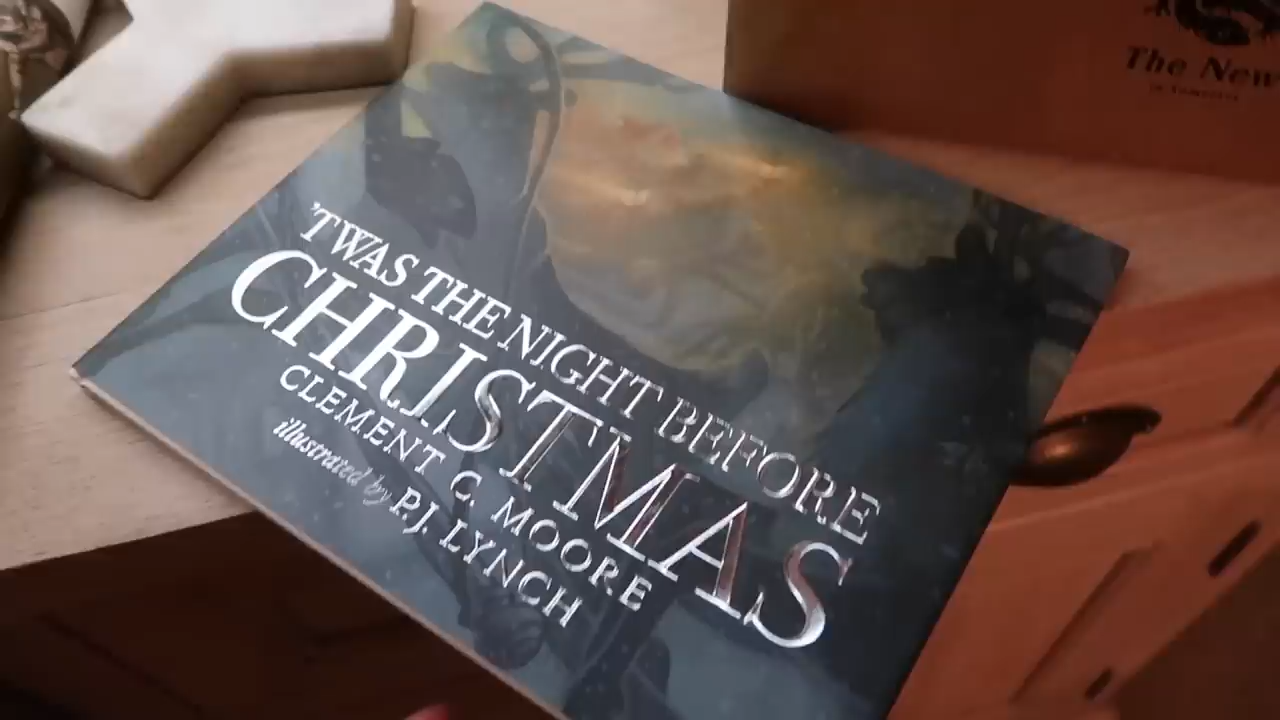 'TWAS THE NIGHT BEFORE
CHRISTMAS
CLEMENT C. MOORE
illustrated by P.J. LYNCH
The New